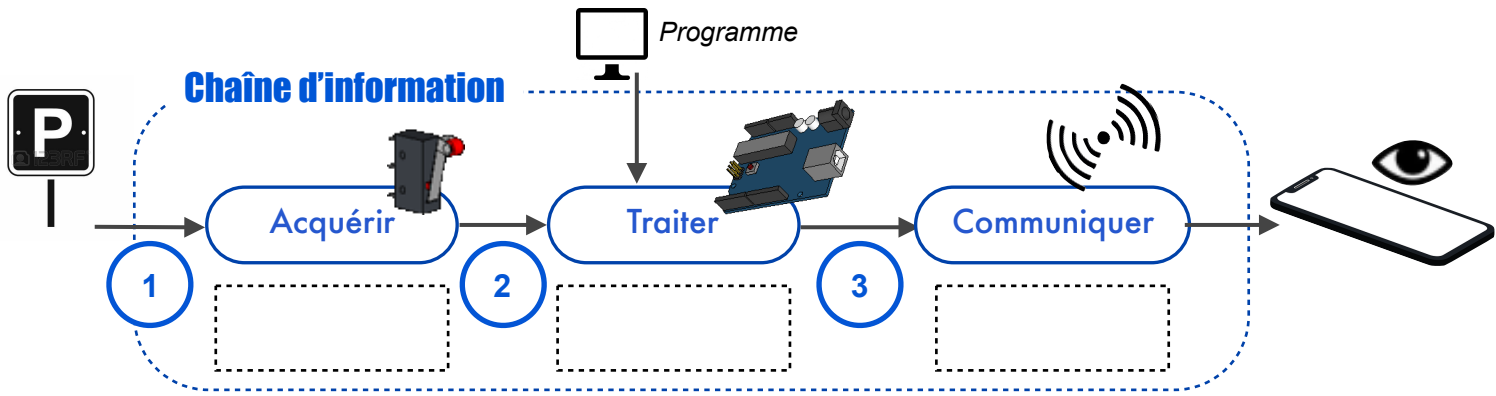 Programme
Chaîne d'information
P
Acquérir
Traiter
Communiquer
1
2
3